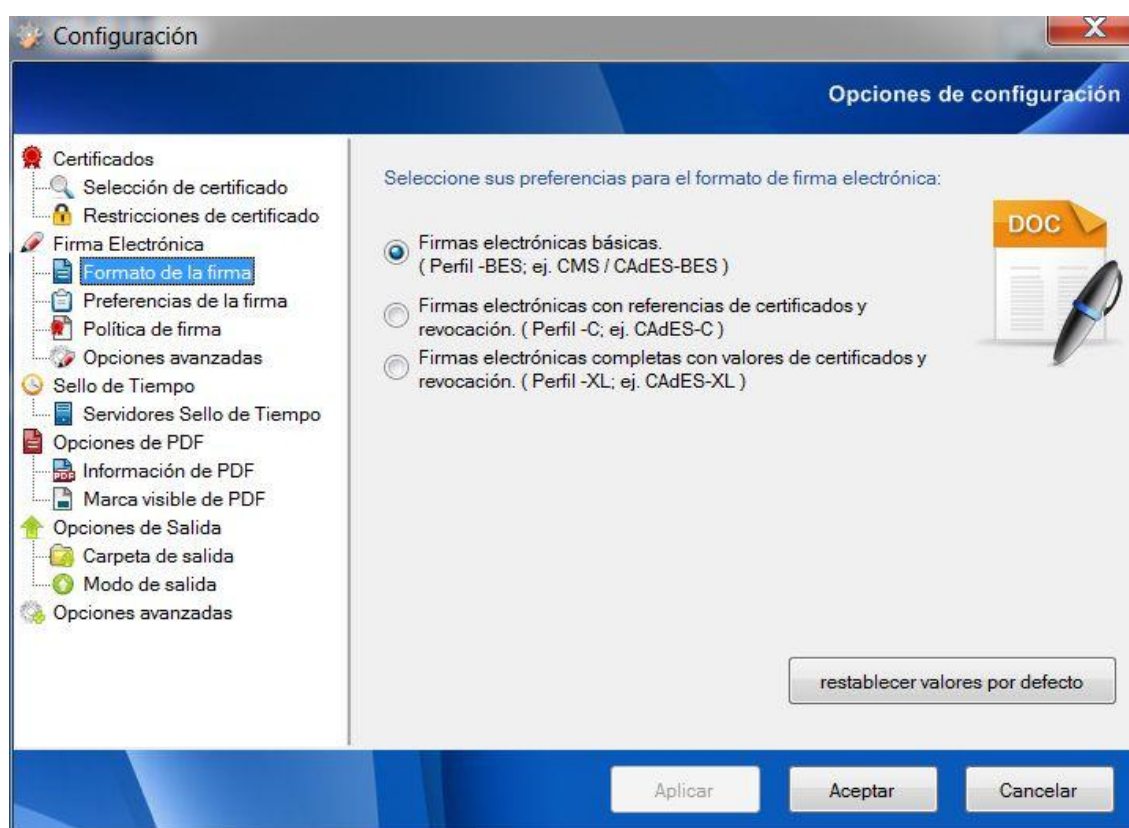 Configuración
X
Opciones de configuración
Certificados
Selección de certificado
Restricciones de certificado
Firma Electrónica
Formato de la firma
Preferencias de la firma
Política de firma
Opciones avanzadas
Sello de Tiempo
Servidores Sello de Tiempo
Opciones de PDF
Información de PDF
Marca visible de PDF
Opciones de Salida
Carpeta de salida
Modo de salida
Opciones avanzadas
Seleccione sus preferencias para el formato de firma electrónica:
Firmas electrónicas básicas.
( Perfil -BES; ej. CMS / CAdES-BES )
Firmas electrónicas con referencias de certificados y
revocación. ( Perfil -C; ej. CAdES-C )
Firmas electrónicas completas con valores de certificados y
revocación. ( Perfil -XL; ej. CAdES-XL )
DOC
restablecer valores por defecto
Aplicar
Aceptar
Cancelar